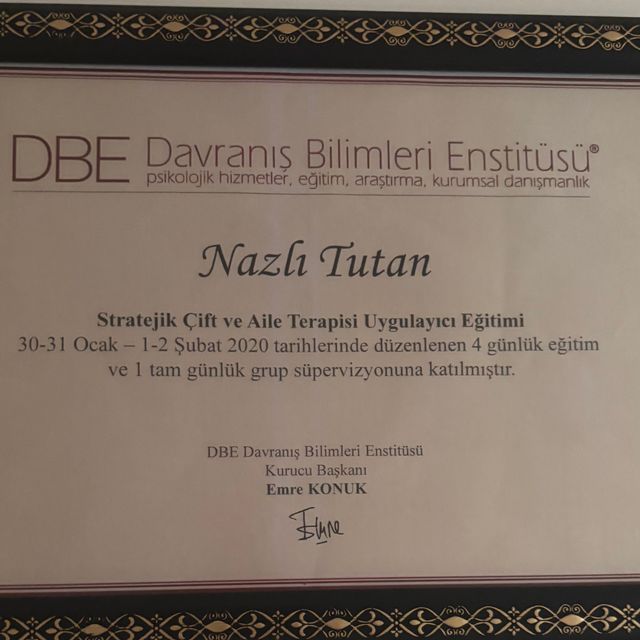 DBE Davranış Bilimleri Enstitüsü®
psikolojik hizmetler, eğitim, araştırma, kurumsal danışmanlık
Nazlı Tutan
Stratejik Çift ve Aile Terapisi Uygulayıcı Eğitimi
30-31 Ocak – 1-2 Şubat 2020 tarihlerinde düzenlenen 4 günlük eğitim
ve 1 tam günlük grup süpervizyonuna katılmıştır.
DBE Davranış Bilimleri Enstitüsü
Kurucu Başkanı
Emre KONUK